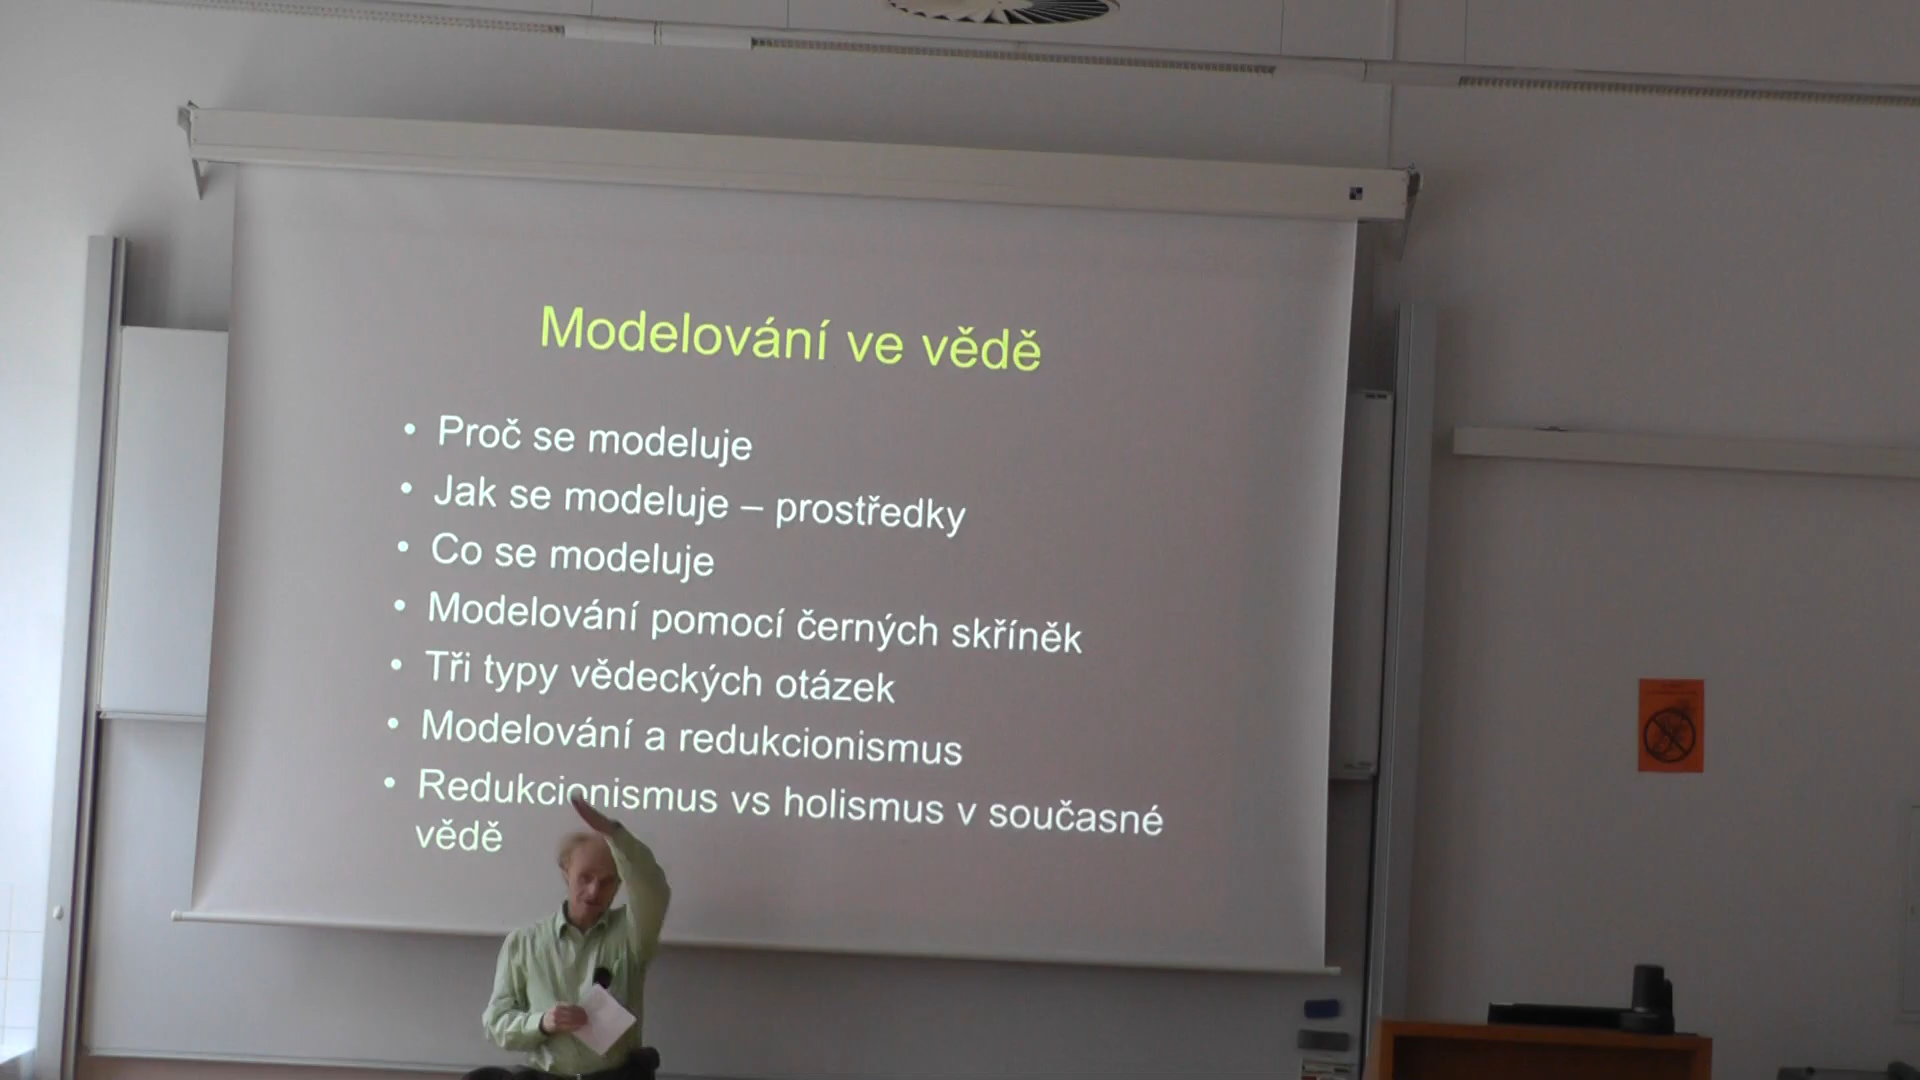 Modelování ve vědě
• Proč se modeluje
• Jak se modeluje – prostředky
• Co se modeluje
• Modelování pomocí černých skříněk
• Tři typy vědeckých otázek
• Modelování a redukcionismus
• Redukcionismus vs holismus v současné
vědě